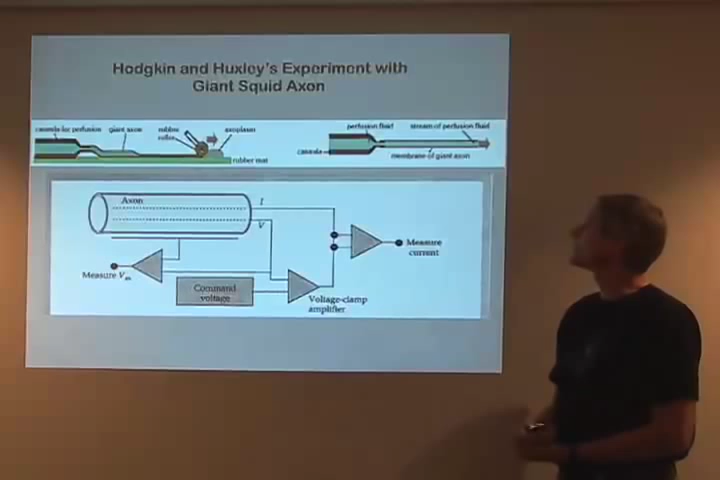 Hodgkin and Huxley's Experiment with
Giant Squid Axon
cannula for perfusion
giant axon
rubber
roller
axoplasm
rubber mat
perfusion fluid
stream of perfusion fluid
cannula
membrane of giant axon
Axon
I
V
Measure Vm
Command
voltage
Voltage-clamp
amplifier
Measure
current